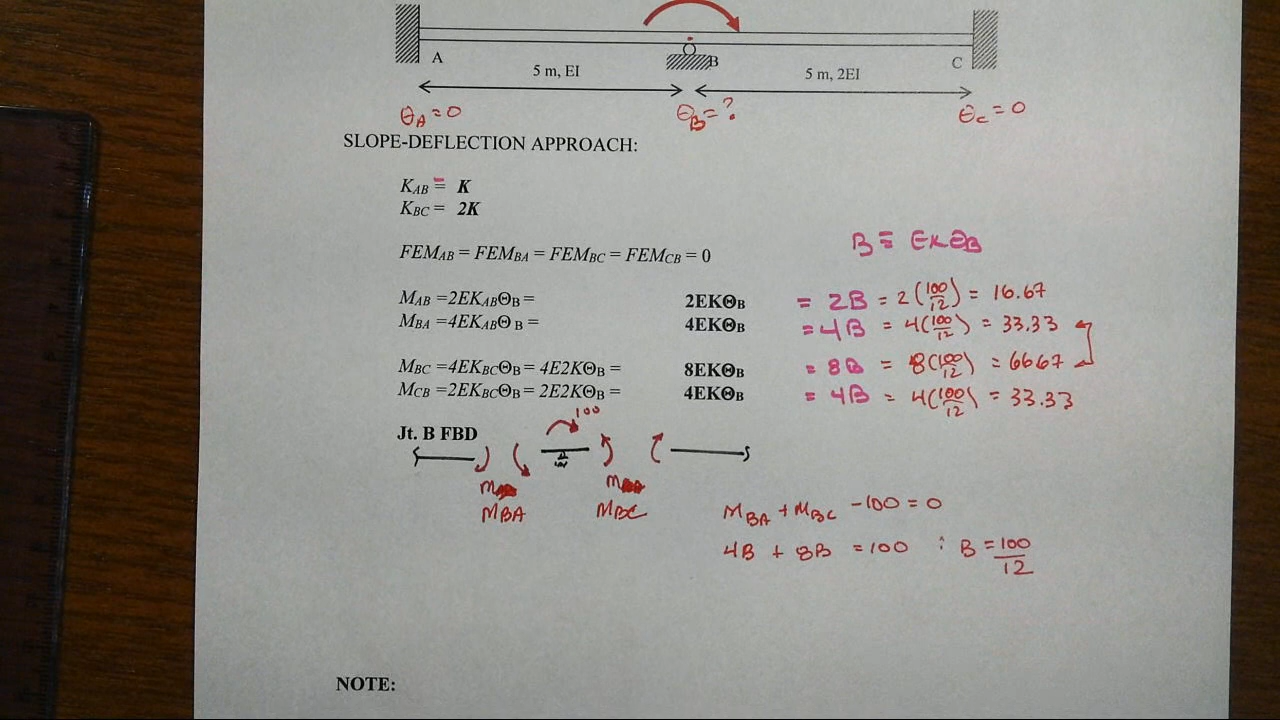 A B C
5 m, EI 5 m, 2EI
θA = 0 θB = ? θC = 0
SLOPE-DEFLECTION APPROACH:
KAB = K
KBC = 2K
FEMAB = FEMBA = FEMBC = FEMCB = 0
B = EKθB
MAB =2EKABΘB = 2EKΘB = 2B = 2(100/12) = 16.67
MBA =4EKABΘB = 4EKΘB = 4B = 4(100/12) = 33.33
MBC =4EKBCΘB = 4E2KΘB = 8EKΘB = 8B = 8(100/12) = 66.67
MCB =2EKBCΘB = 2E2KΘB = 4EKΘB = 4B = 4(100/12) = 33.33
100
Jt. B FBD
MBA MBC
MBA + MBC - 100 = 0
4B + 8B = 100 : B = 100/12
NOTE: